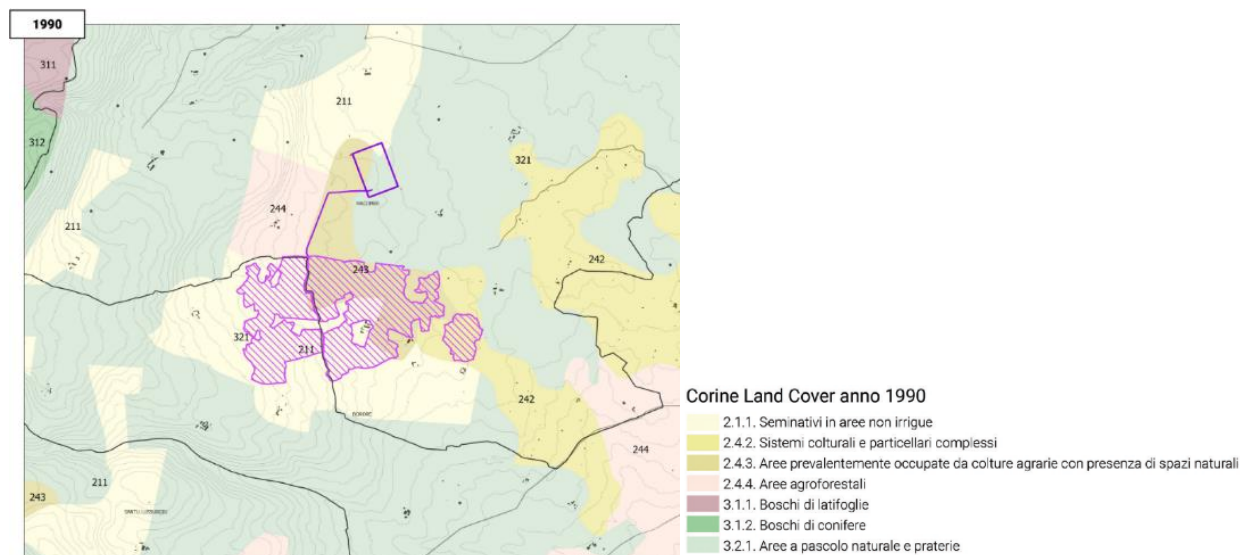 1990
311
312
211
321
244
211
242
243
321
211
242
244
211
243
Corine Land Cover anno 1990
2.1.1. Seminativi in aree non irrigue
2.4.2. Sistemi colturali e particellari complessi
2.4.3. Aree prevalentemente occupate da colture agrarie con presenza di spazi naturali
2.4.4. Aree agroforestali
3.1.1. Boschi di latifoglie
3.1.2. Boschi di conifere
3.2.1. Aree a pascolo naturale e praterie